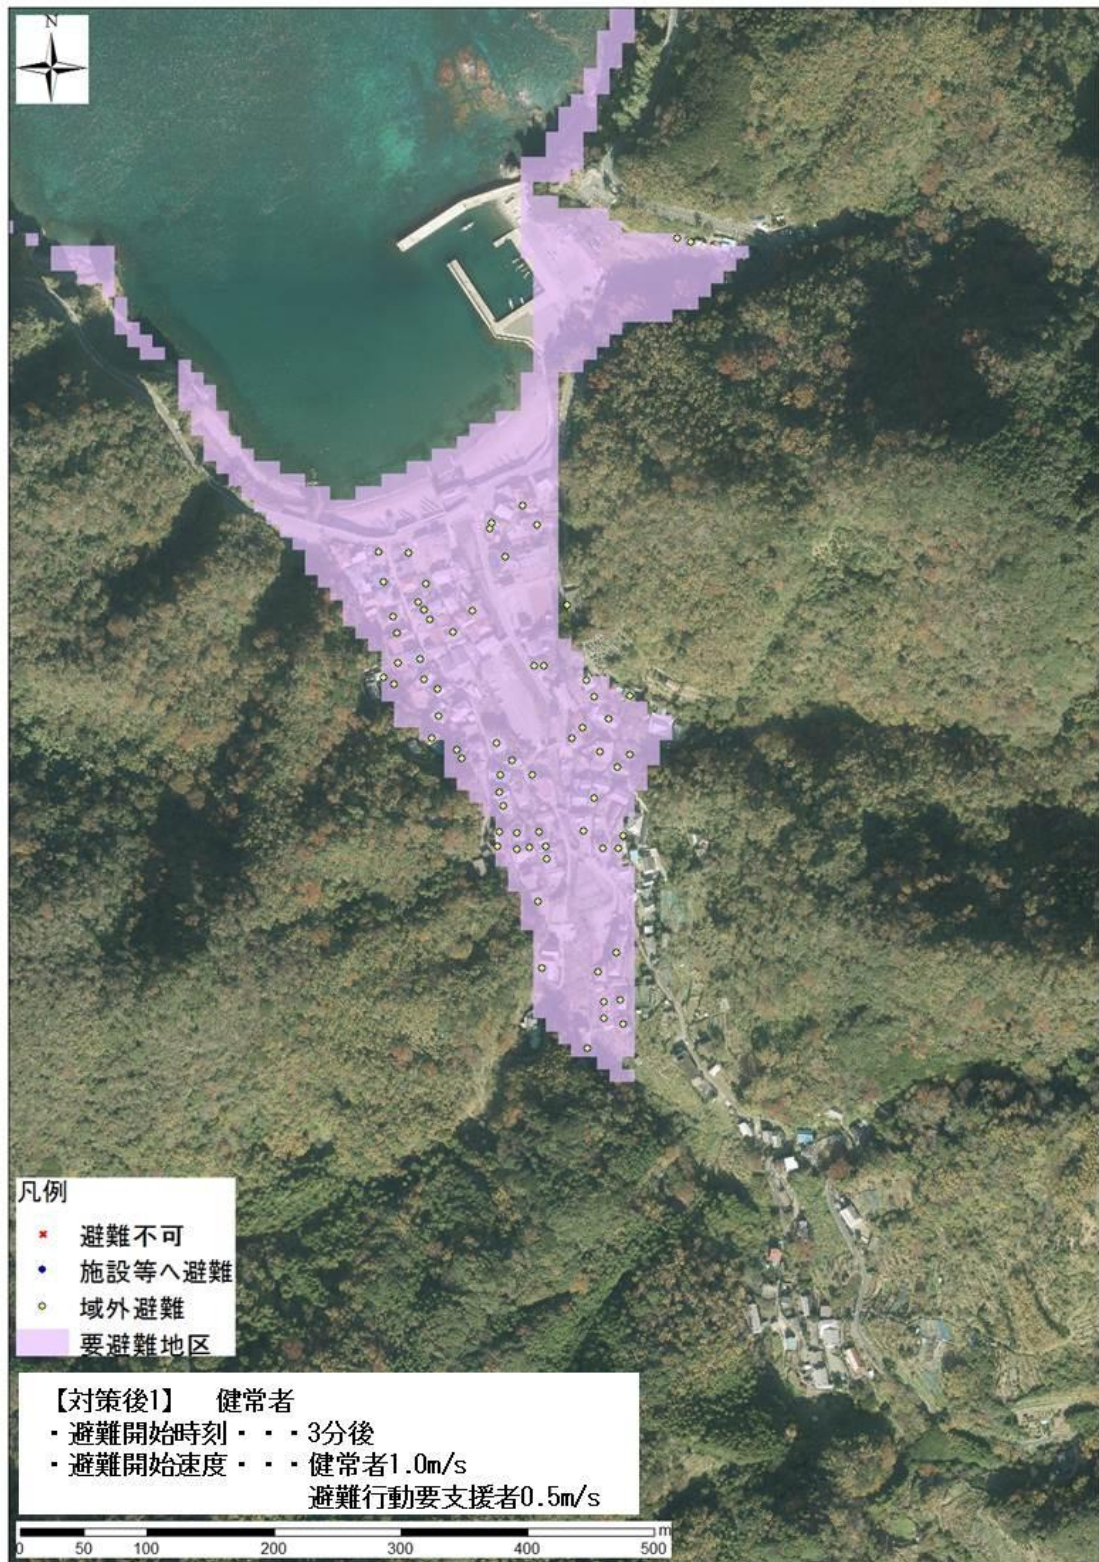 N
凡例
避難不可
施設等へ避難
域外避難
要避難地区
【対策後1】 健常者
・避難開始時刻・・・3分後
・避難開始速度・・・健常者1.0m/s
避難行動要支援者0.5m/s
m
0 50 100 200 300 400 500